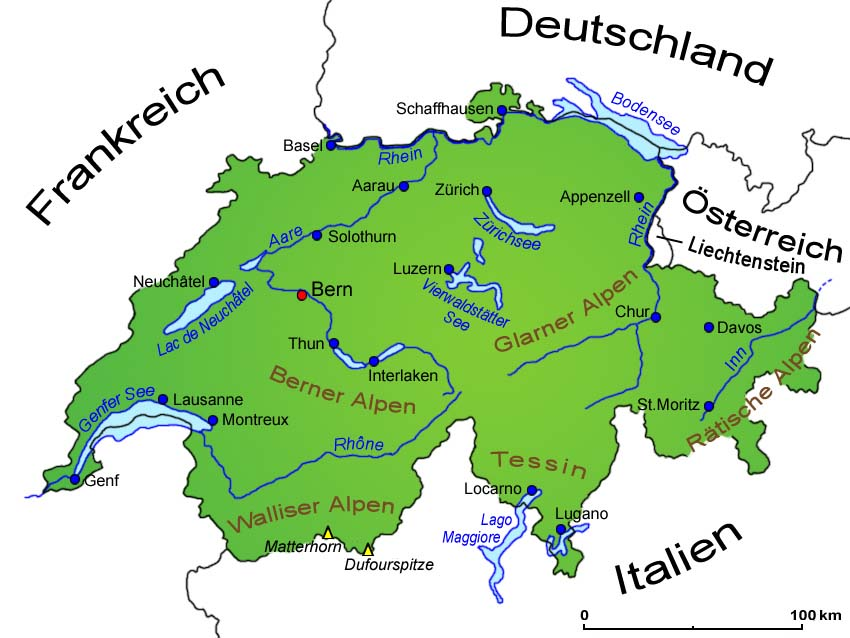 Deutschland
Frankreich
Bodensee
Schaffhausen
Basel
Rhein
Aarau
Zürich
Appenzell
Österreich
Rhein
Zürichsee
Aare
Solothurn
Liechtenstein
Luzern
Neuchâtel
Bern
Vierwaldstätter
See
Lac de Neuchâtel
Glarner Alpen
Chur
Davos
Thun
Inn
Interlaken
Berner Alpen
Genfer See
Lausanne
Montreux
St.Moritz
Rätische Alpen
Rhône
Tessin
Genf
Locarno
Walliser Alpen
Lugano
Lago
Maggiore
Matterhorn
Dufourspitze
Italien
0
100 km